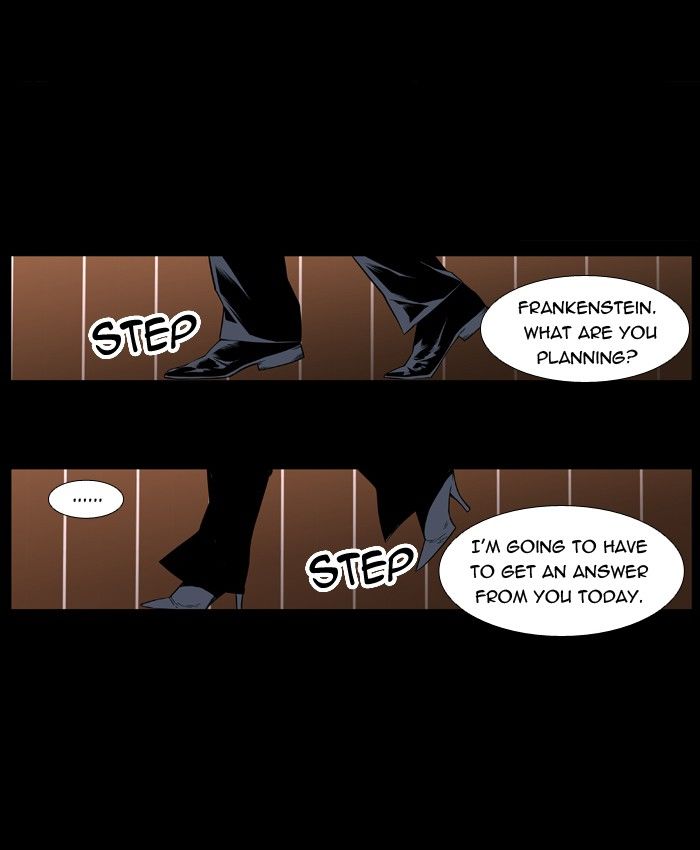 STEP
FRANKENSTEIN.
WHAT ARE YOU
PLANNING?
......
STEP
I'M GOING TO HAVE
TO GET AN ANSWER
FROM YOU TODAY.